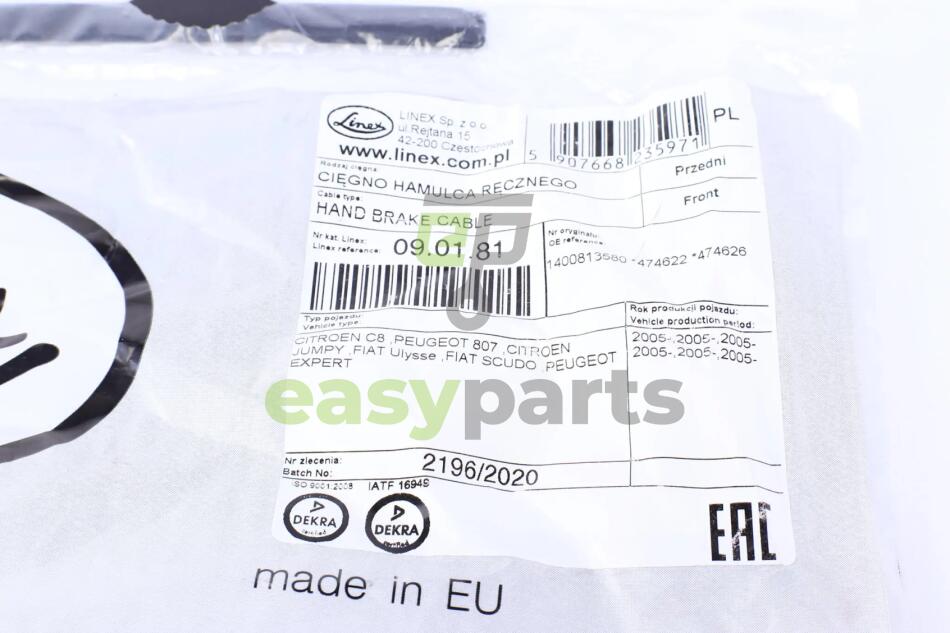 Linex
LINEX Sp. z o.o.
ul.Rejtana 15
42-200 Czestochowa
www.linex.com.pl
5 907668 235971
PL
Rodzaj cięgna:
CIĘGNO HAMULCA RĘCZNEGO
Przedni
Cable type:
HAND BRAKE CABLE
Front
Nr kat. Linex:
Linex reference:
09.01.81
Nr oryginału:
OE reference:
1400813580 *474622 *474626
Typ pojazdu:
Vehicle type:
Rok produkcji pojazdu:
Vehicle production period:
CITROEN C8 ,PEUGEOT 807 ,CITROEN
JUMPY ,FIAT Ulysse ,FIAT SCUDO ,PEUGEOT
EXPERT
2005-,2005-,2005-
2005-,2005-,2005-
easyparts
Nr zlecenia:
Batch No:
2196/2020
ISO 9001:2008
IATF 16949
DEKRA
certified
DEKRA
certified
EAC
made in EU